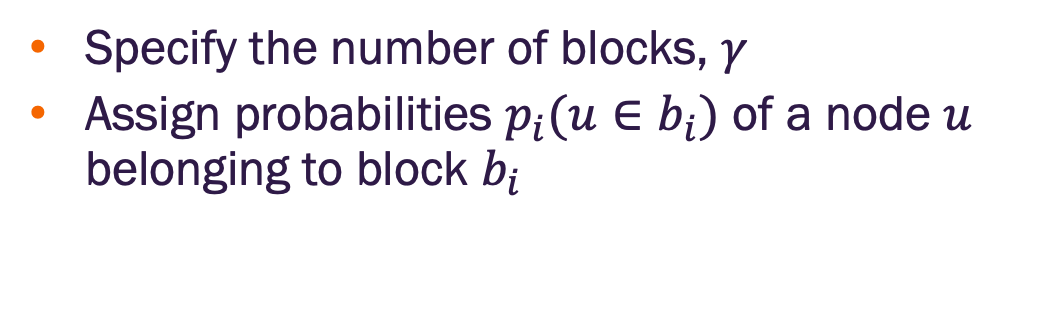 • Specify the number of blocks, γ
• Assign probabilities pᵢ(u ∈ bᵢ) of a node u
belonging to block bᵢ